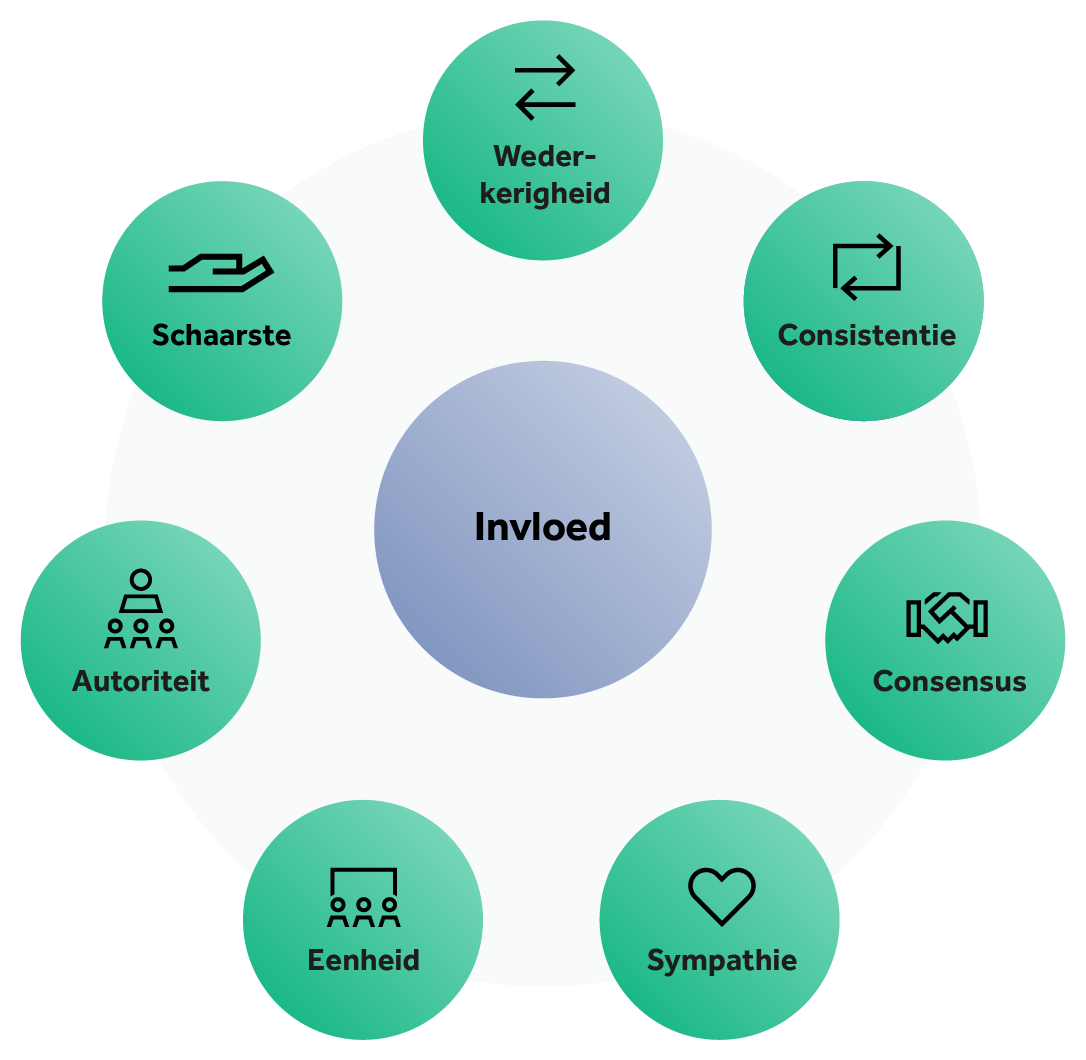 Weder-
kerigheid
Schaarste
Consistentie
Invloed
Autoriteit
Consensus
Eenheid
Sympathie